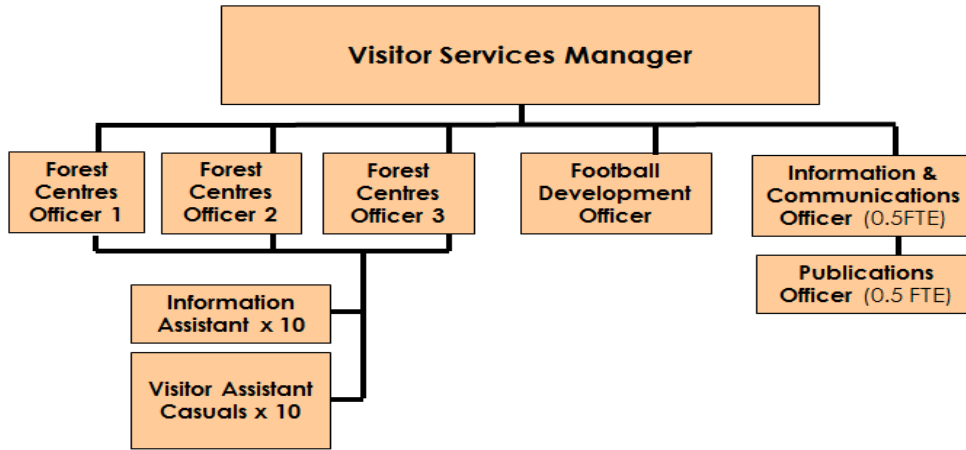 Visitor Services Manager
Forest
Centres
Officer 1
Forest
Centres
Officer 2
Forest
Centres
Officer 3
Football
Development
Officer
Information &
Communications
Officer (0.5FTE)
Publications
Officer (0.5 FTE)
Information
Assistant x 10
Visitor Assistant
Casuals x 10